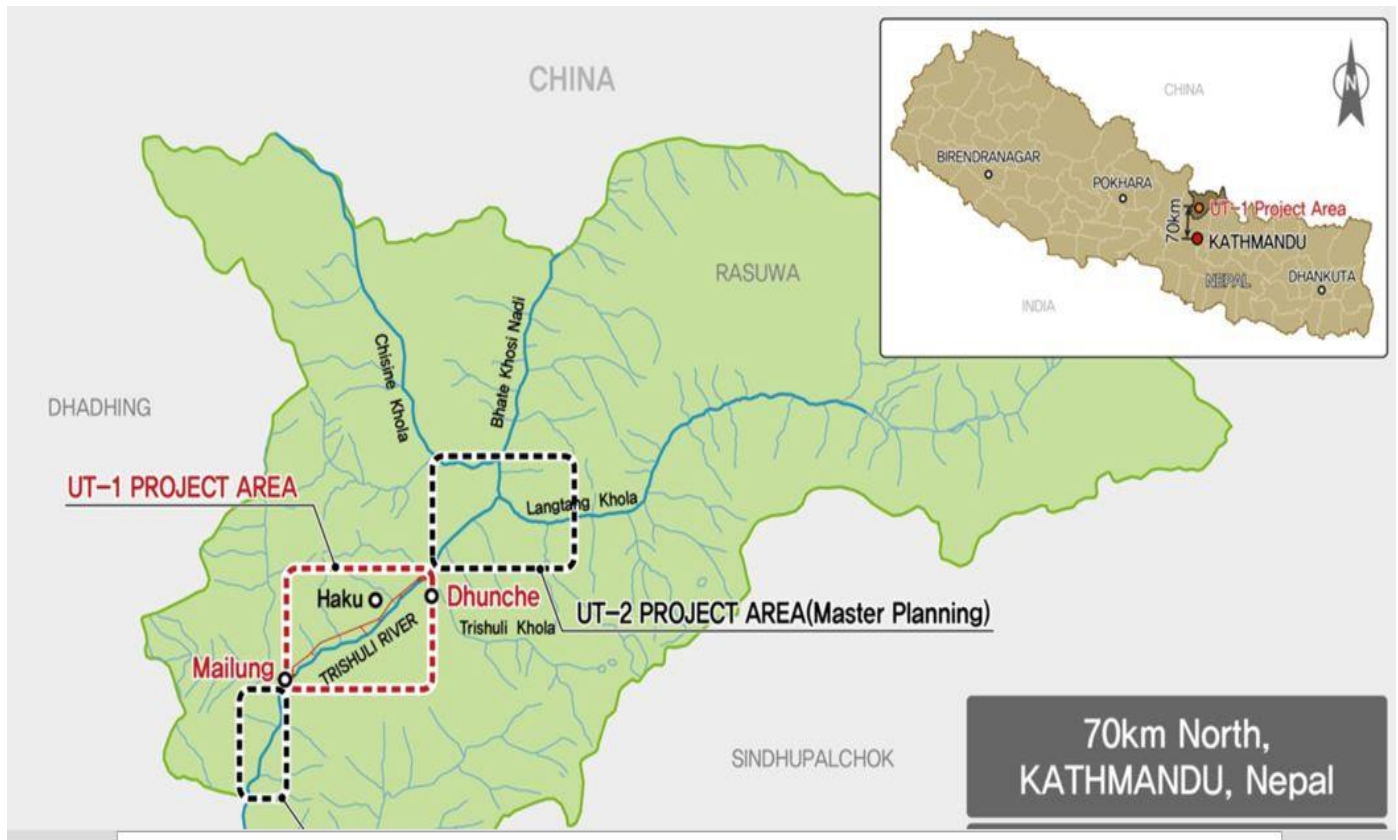 CHINA
CHINA
N
BIRENDRANAGAR
POKHARA
UT-1 Project Area
70km
KATHMANDU
NEPAL
DHANKUTA
INDIA
RASUWA
Chisine Khola
Bhate Khosi Nadi
DHADHING
UT-1 PROJECT AREA
Langtang Khola
Haku
Dhunche
UT-2 PROJECT AREA(Master Planning)
Trishuli Khola
TRISHULI RIVER
Mailung
SINDHUPALCHOK
70km North,
KATHMANDU, Nepal